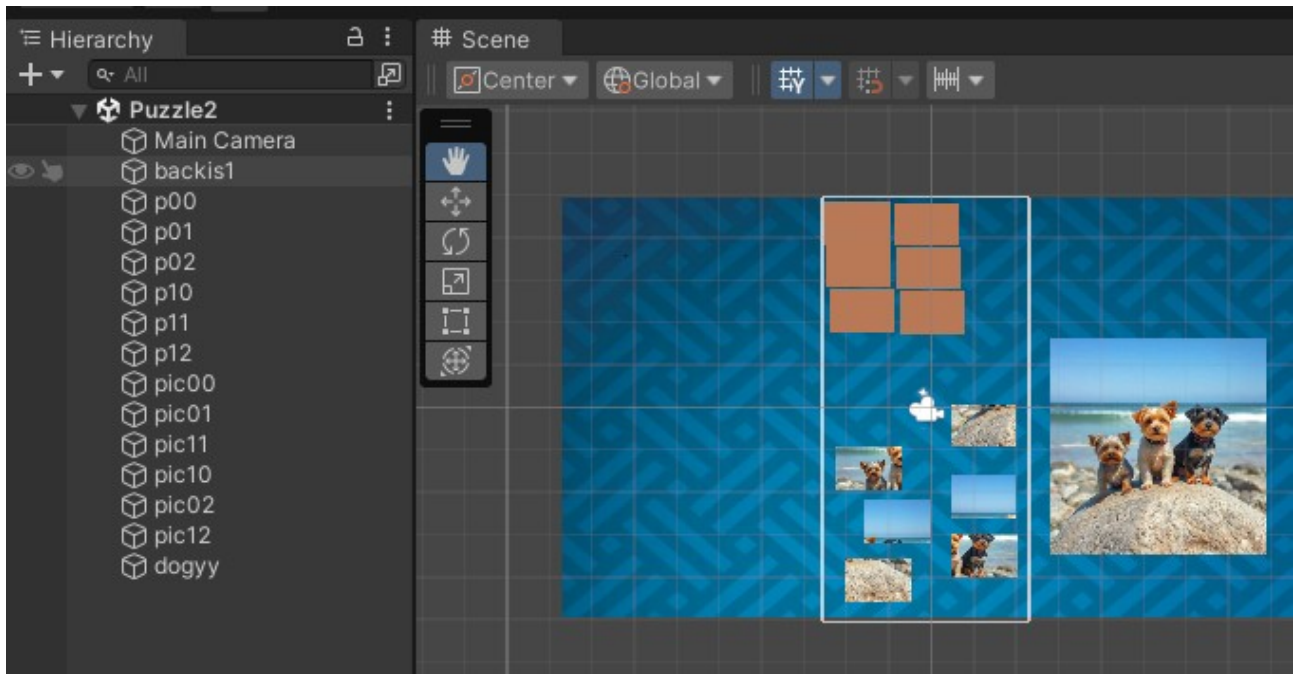 Hierarchy
All
Puzzle2
Main Camera
backis1
p00
p01
p02
p10
p11
p12
pic00
pic01
pic11
pic10
pic02
pic12
dogyy
Scene
Center
Global